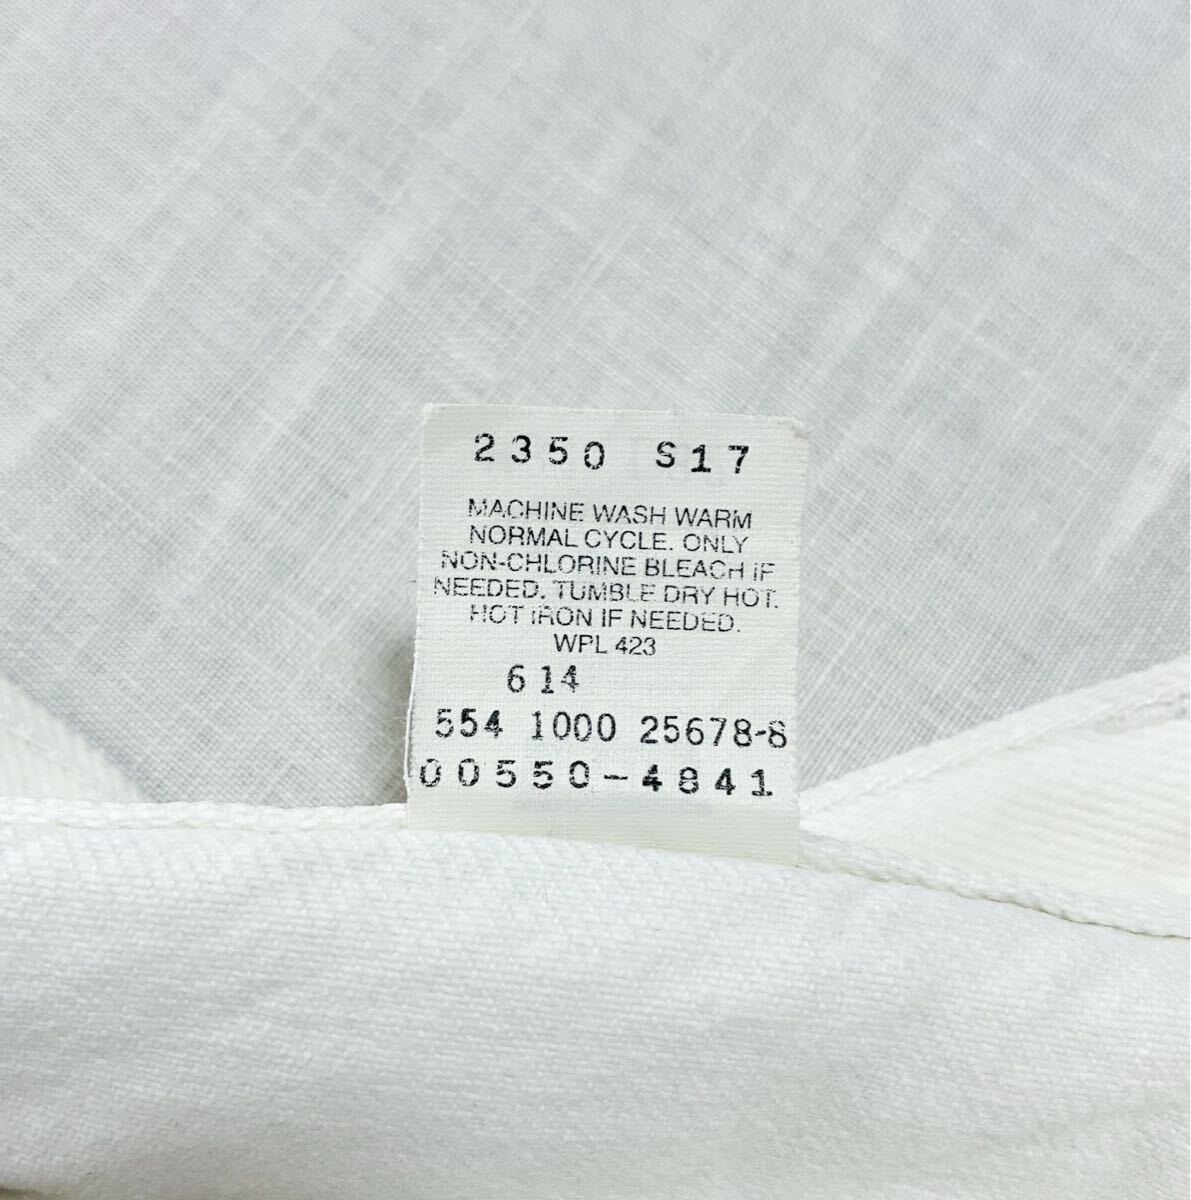 2350 S17
MACHINE WASH WARM
NORMAL CYCLE. ONLY
NON-CHLORINE BLEACH IF
NEEDED. TUMBLE DRY HOT.
HOT IRON IF NEEDED.
WPL 423
614
554 1000 25678-8
00550-4841